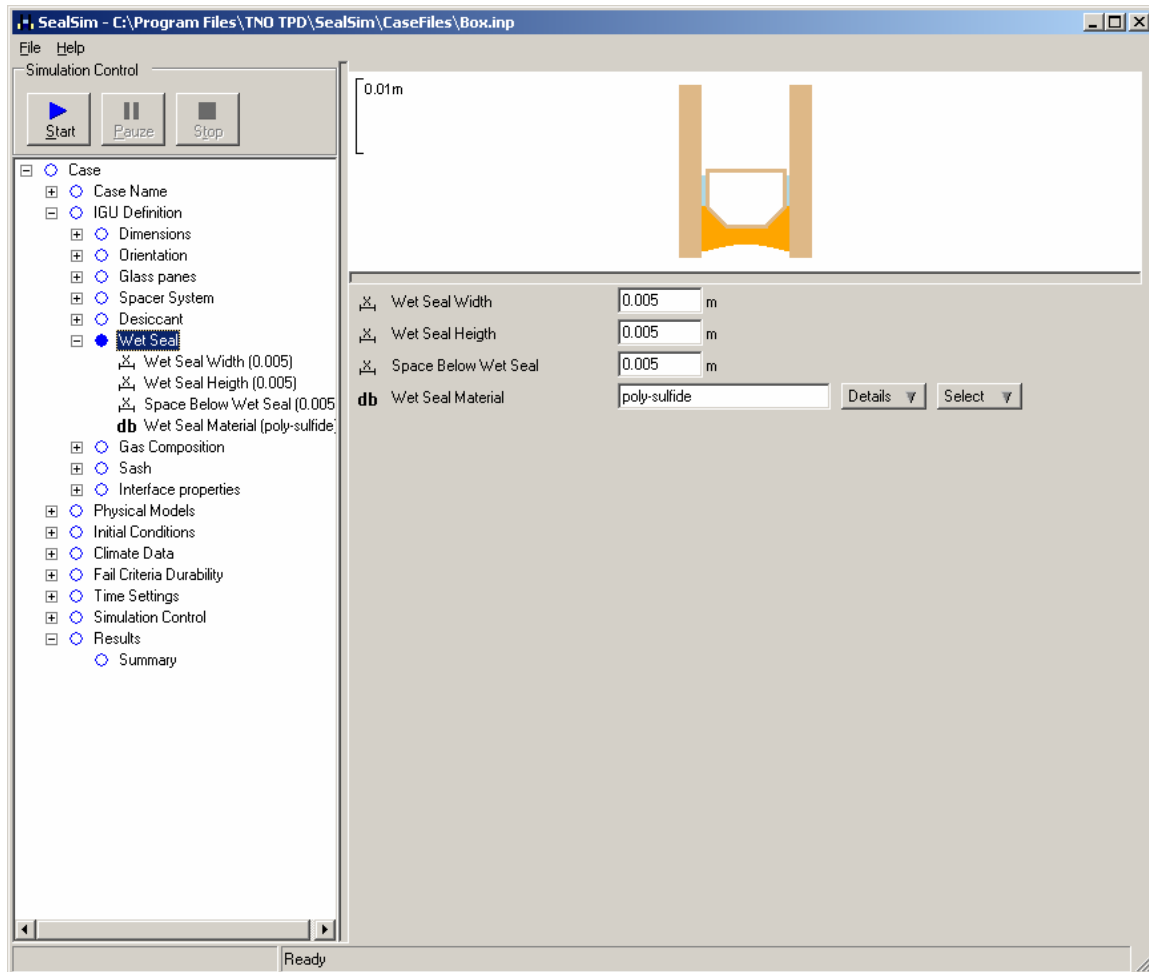 SealSim - C:\Program Files\TNO TPD\SealSim\CaseFiles\Box.inp
File Help
Simulation Control
Start Pauze Stop
Case
Case Name
IGU Definition
Dimensions
Orientation
Glass panes
Spacer System
Desiccant
Wet Seal
Wet Seal Width (0.005)
Wet Seal Heigth (0.005)
Space Below Wet Seal (0.005
db Wet Seal Material (poly-sulfide)
Gas Composition
Sash
Interface properties
Physical Models
Initial Conditions
Climate Data
Fail Criteria Durability
Time Settings
Simulation Control
Results
Summary
0.01m
X Wet Seal Width 0.005 m
X Wet Seal Heigth 0.005 m
X Space Below Wet Seal 0.005 m
db Wet Seal Material poly-sulfide Details Select
Ready